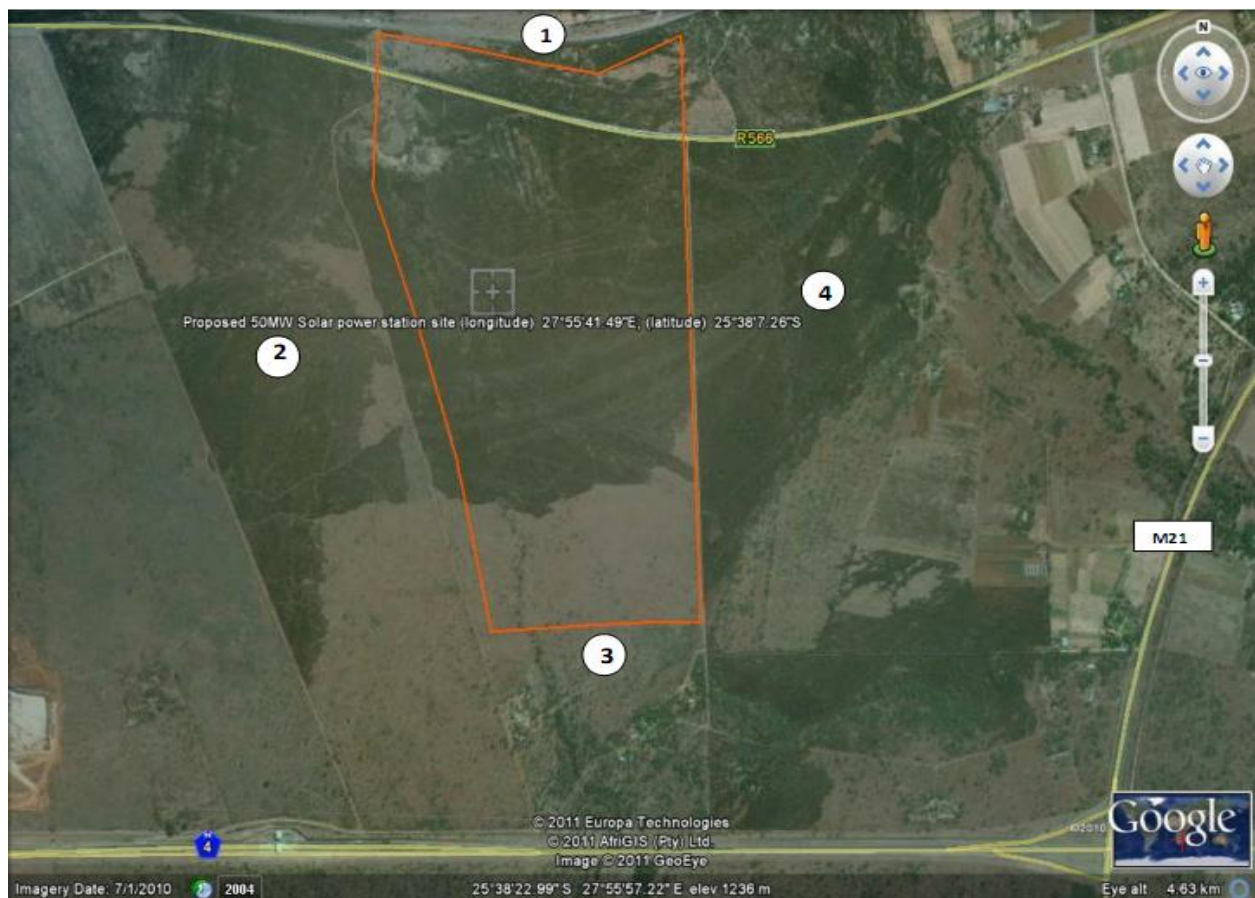 1
N
R566
4
Proposed 50MW Solar power station site (longitude) 27°55'41.49"E; (latitude) 25°38'7.26"S
2
M21
3
© 2011 Europa Technologies
© 2011 AfriGIS (Pty) Ltd.
Image © 2011 GeoEye
©2010 Google
N
4
Imagery Date: 7/1/2010 2004 25°38'22.99" S 27°55'57.22" E elev 1236 m Eye alt 4.63 km